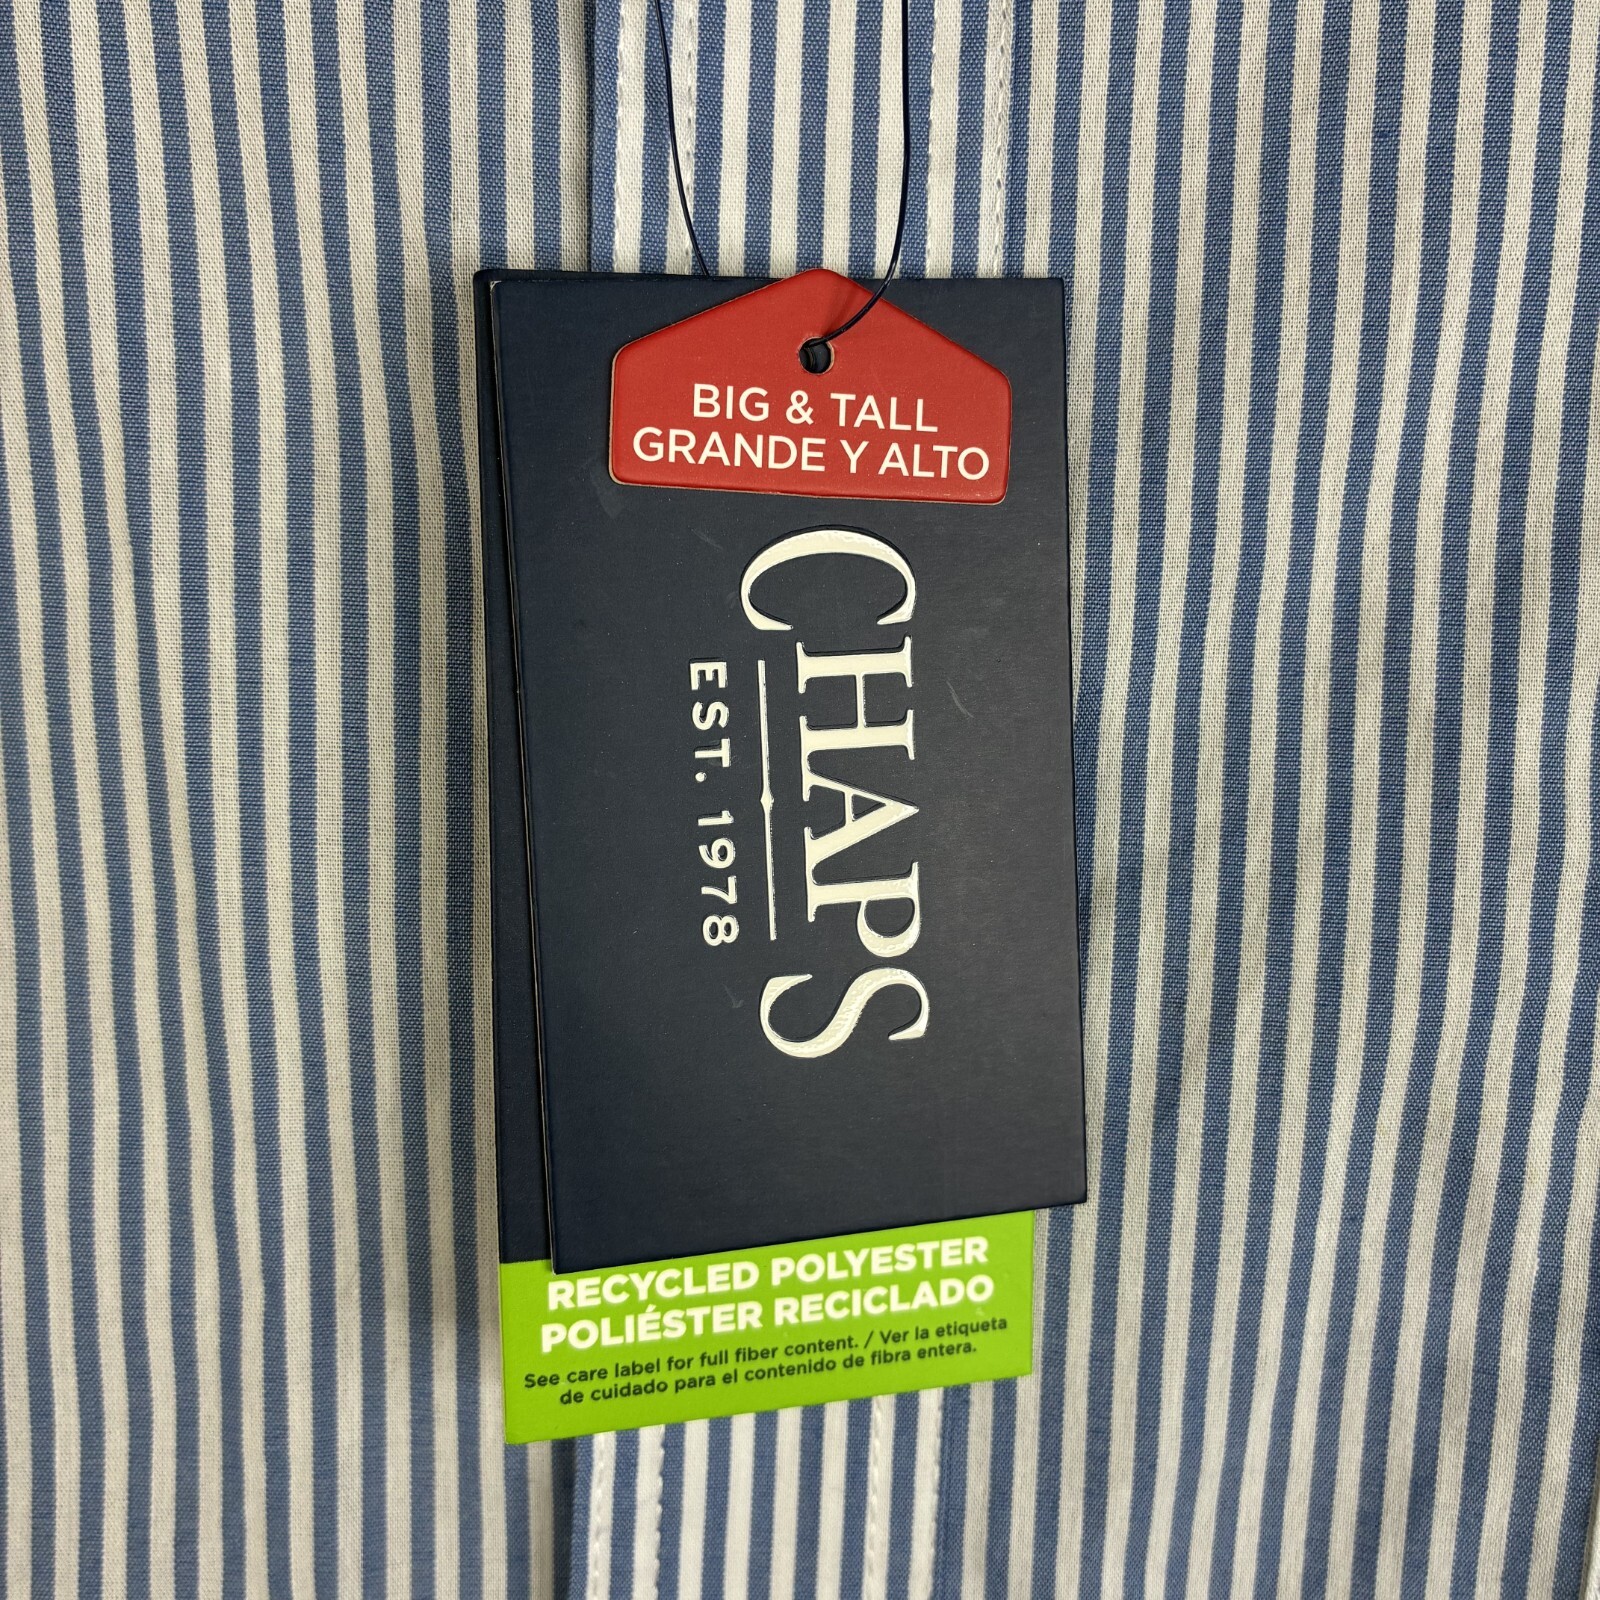 BIG & TALL
GRANDE Y ALTO
CHAPS
EST. 1978
RECYCLED POLYESTER
POLIÉSTER RECICLADO
See care label for full fiber content. / Ver la etiqueta
de cuidado para el contenido de fibra entera.